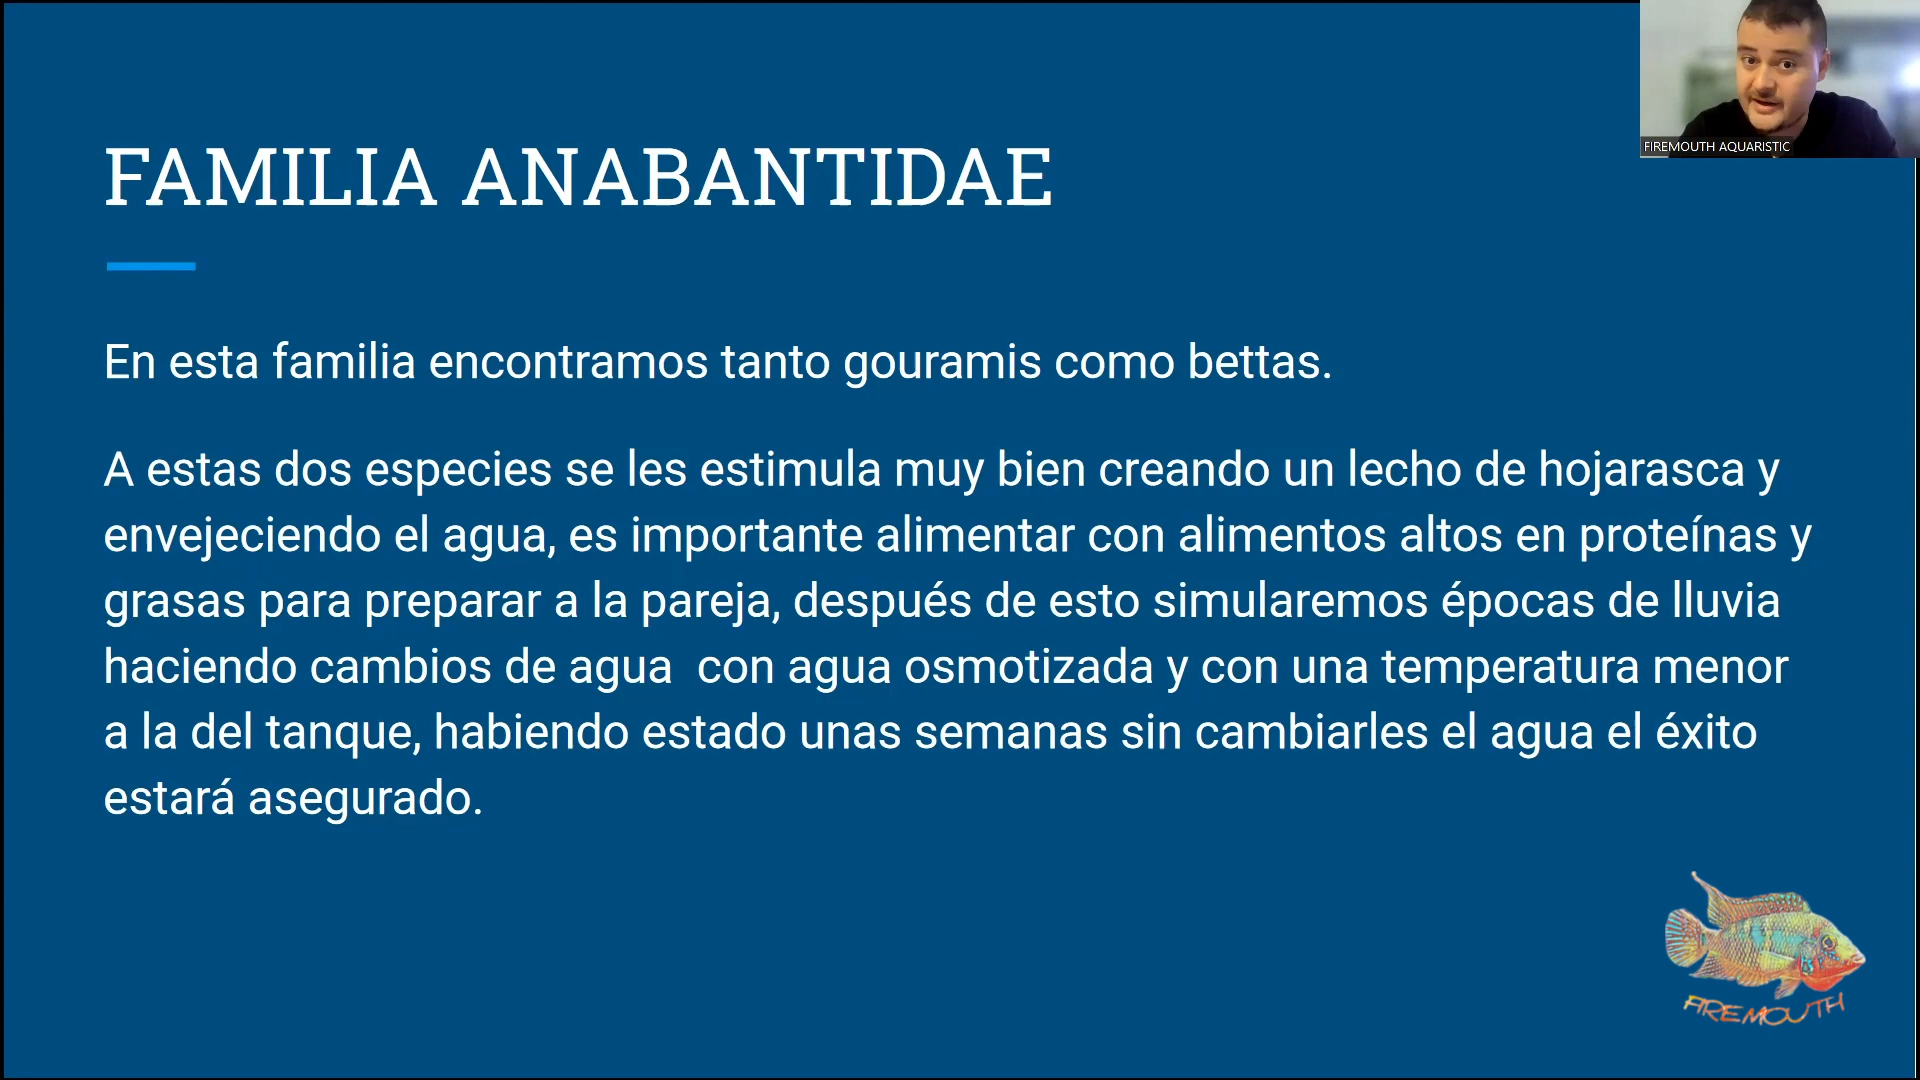 FIREMOUTH AQUARISTIC
FAMILIA ANABANTIDAE
En esta familia encontramos tanto gouramis como bettas.
A estas dos especies se les estimula muy bien creando un lecho de hojarasca y
envejeciendo el agua, es importante alimentar con alimentos altos en proteínas y
grasas para preparar a la pareja, después de esto simularemos épocas de lluvia
haciendo cambios de agua  con agua osmotizada y con una temperatura menor
a la del tanque, habiendo estado unas semanas sin cambiarles el agua el éxito
estará asegurado.
FIREMOUTH